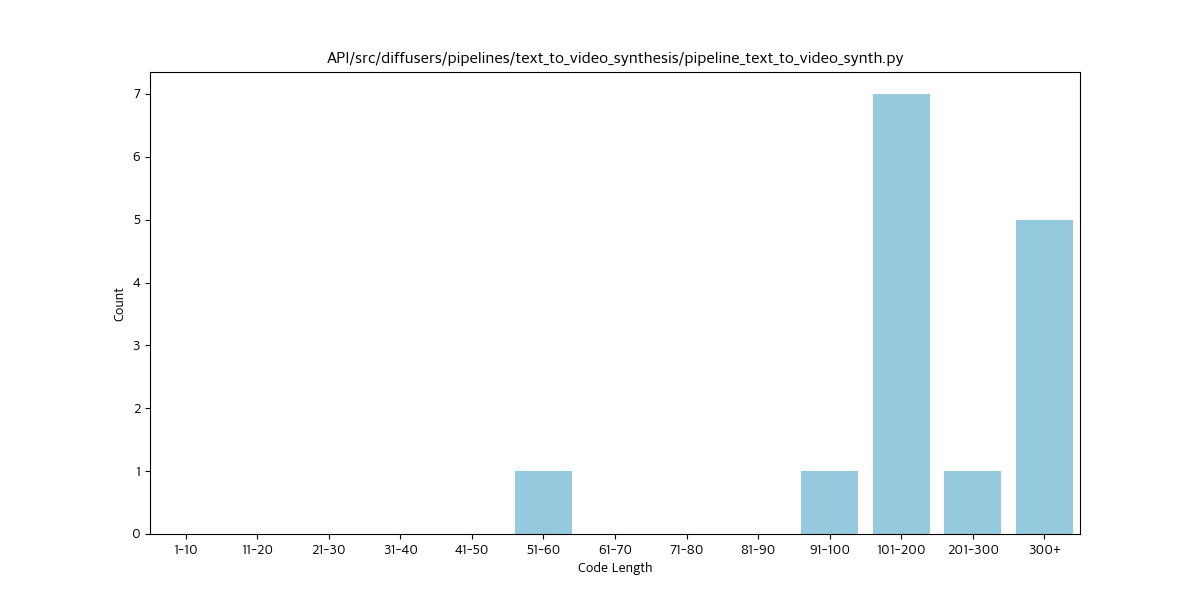 API/src/diffusers/pipelines/text_to_video_synthesis/pipeline_text_to_video_synth.py
7
6
5
4
3
2
1
0
Count
1-10 11-20 21-30 31-40 41-50 51-60 61-70 71-80 81-90 91-100 101-200 201-300 300+
Code Length